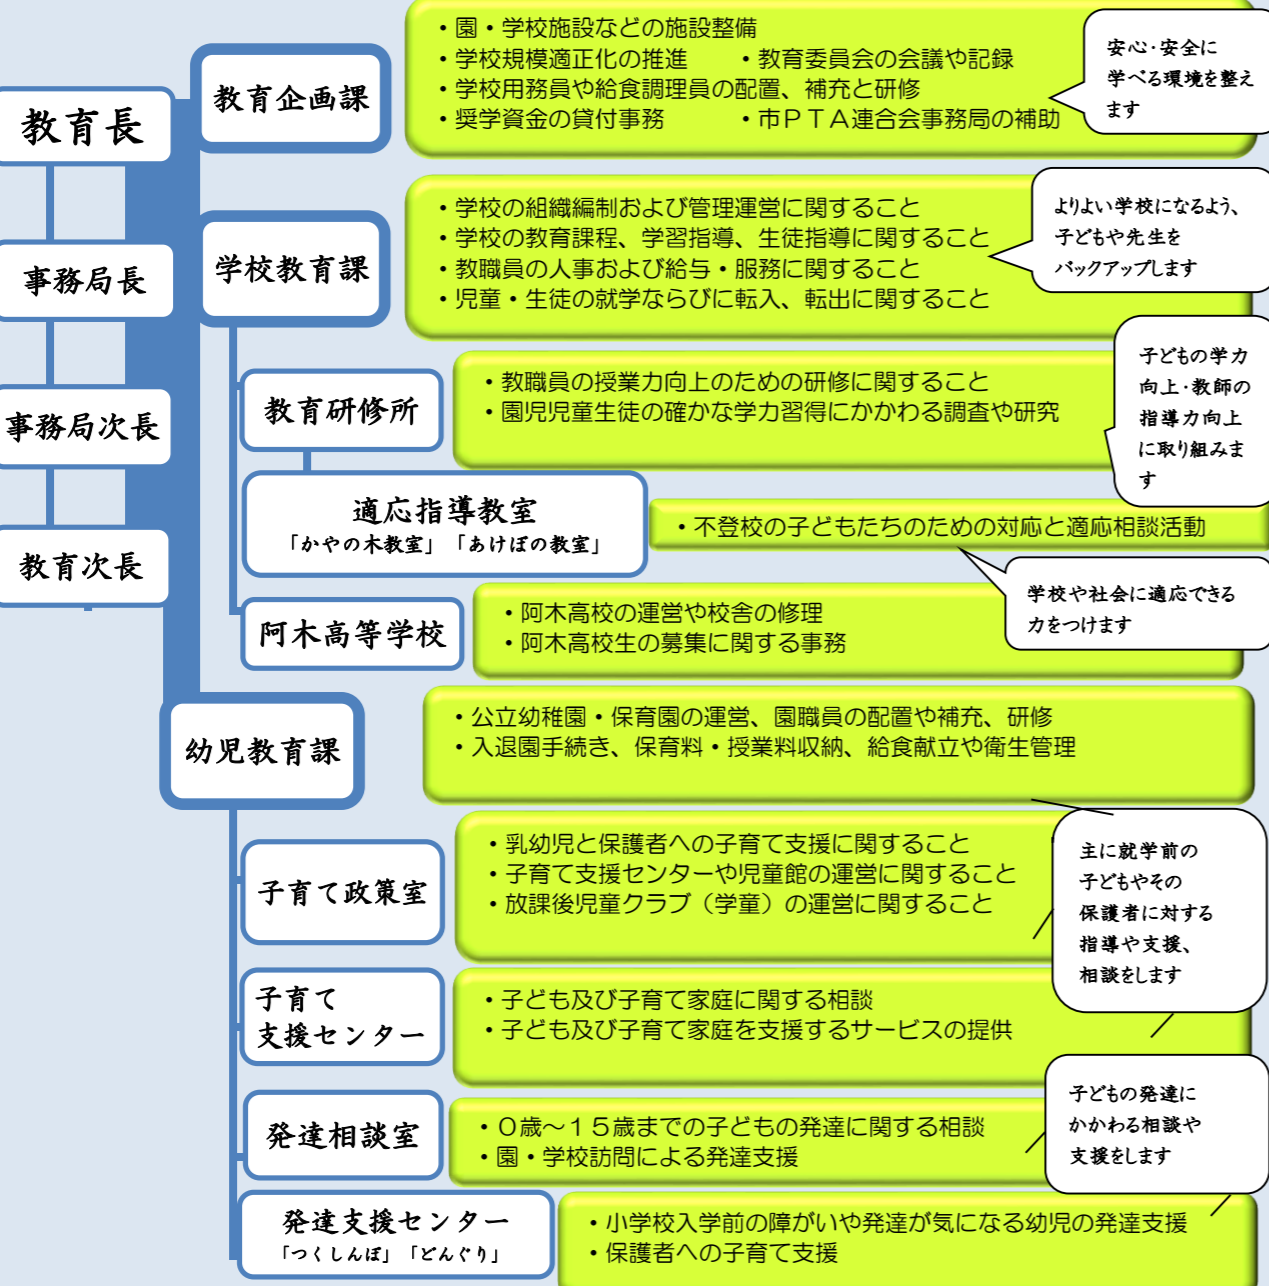 教育長
事務局長
事務局次長
教育次長
教育企画課
・園・学校施設などの施設整備
・学校規模適正化の推進　　・教育委員会の会議や記録
・学校用務員や給食調理員の配置、補充と研修
・奨学資金の貸付事務　　・市ＰＴＡ連合会事務局の補助
安心・安全に
学べる環境を整え
ます
学校教育課
・学校の組織編制および管理運営に関すること
・学校の教育課程、学習指導、生徒指導に関すること
・教職員の人事および給与・服務に関すること
・児童・生徒の就学ならびに転入、転出に関すること
よりよい学校になるよう、
子どもや先生を
バックアップします
教育研修所
・教職員の授業力向上のための研修に関すること
・園児児童生徒の確かな学力習得にかかわる調査や研究
子どもの学力
向上・教師の
指導力向上
に取り組みま
す
適応指導教室
「かやの木教室」「あけぼの教室」
・不登校の子どもたちのための対応と適応相談活動
学校や社会に適応できる
力をつけます
阿木高等学校
・阿木高校の運営や校舎の修理
・阿木高校生の募集に関する事務
幼児教育課
・公立幼稚園・保育園の運営、園職員の配置や補充、研修
・入退園手続き、保育料・授業料収納、給食献立や衛生管理
子育て政策室
・乳幼児と保護者への子育て支援に関すること
・子育て支援センターや児童館の運営に関すること
・放課後児童クラブ（学童）の運営に関すること
主に就学前の
子どもやその
保護者に対する
指導や支援、
相談をします
子育て
支援センター
・子ども及び子育て家庭に関する相談
・子ども及び子育て家庭を支援するサービスの提供
発達相談室
・０歳～１５歳までの子どもの発達に関する相談
・園・学校訪問による発達支援
子どもの発達に
かかわる相談や
支援をします
発達支援センター
「つくしんぼ」「どんぐり」
・小学校入学前の障がいや発達が気になる幼児の発達支援
・保護者への子育て支援